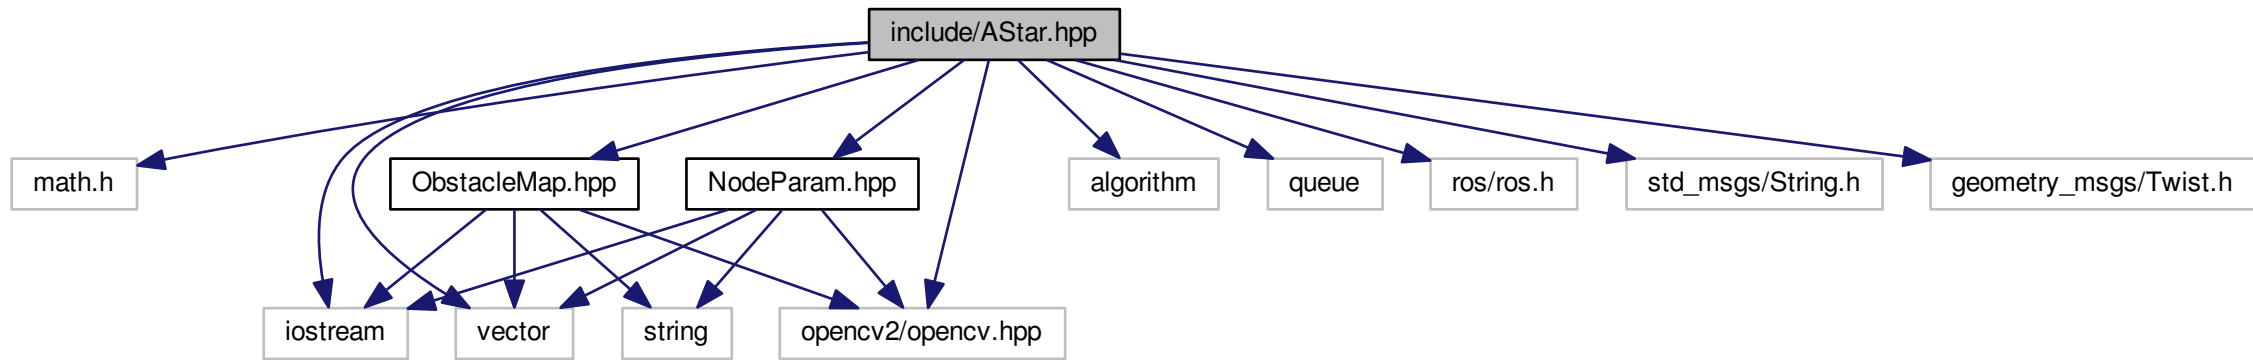 include/AStar.hpp
math.h
ObstacleMap.hpp
NodeParam.hpp
algorithm
queue
ros/ros.h
std_msgs/String.h
geometry_msgs/Twist.h
iostream
vector
string
opencv2/opencv.hpp